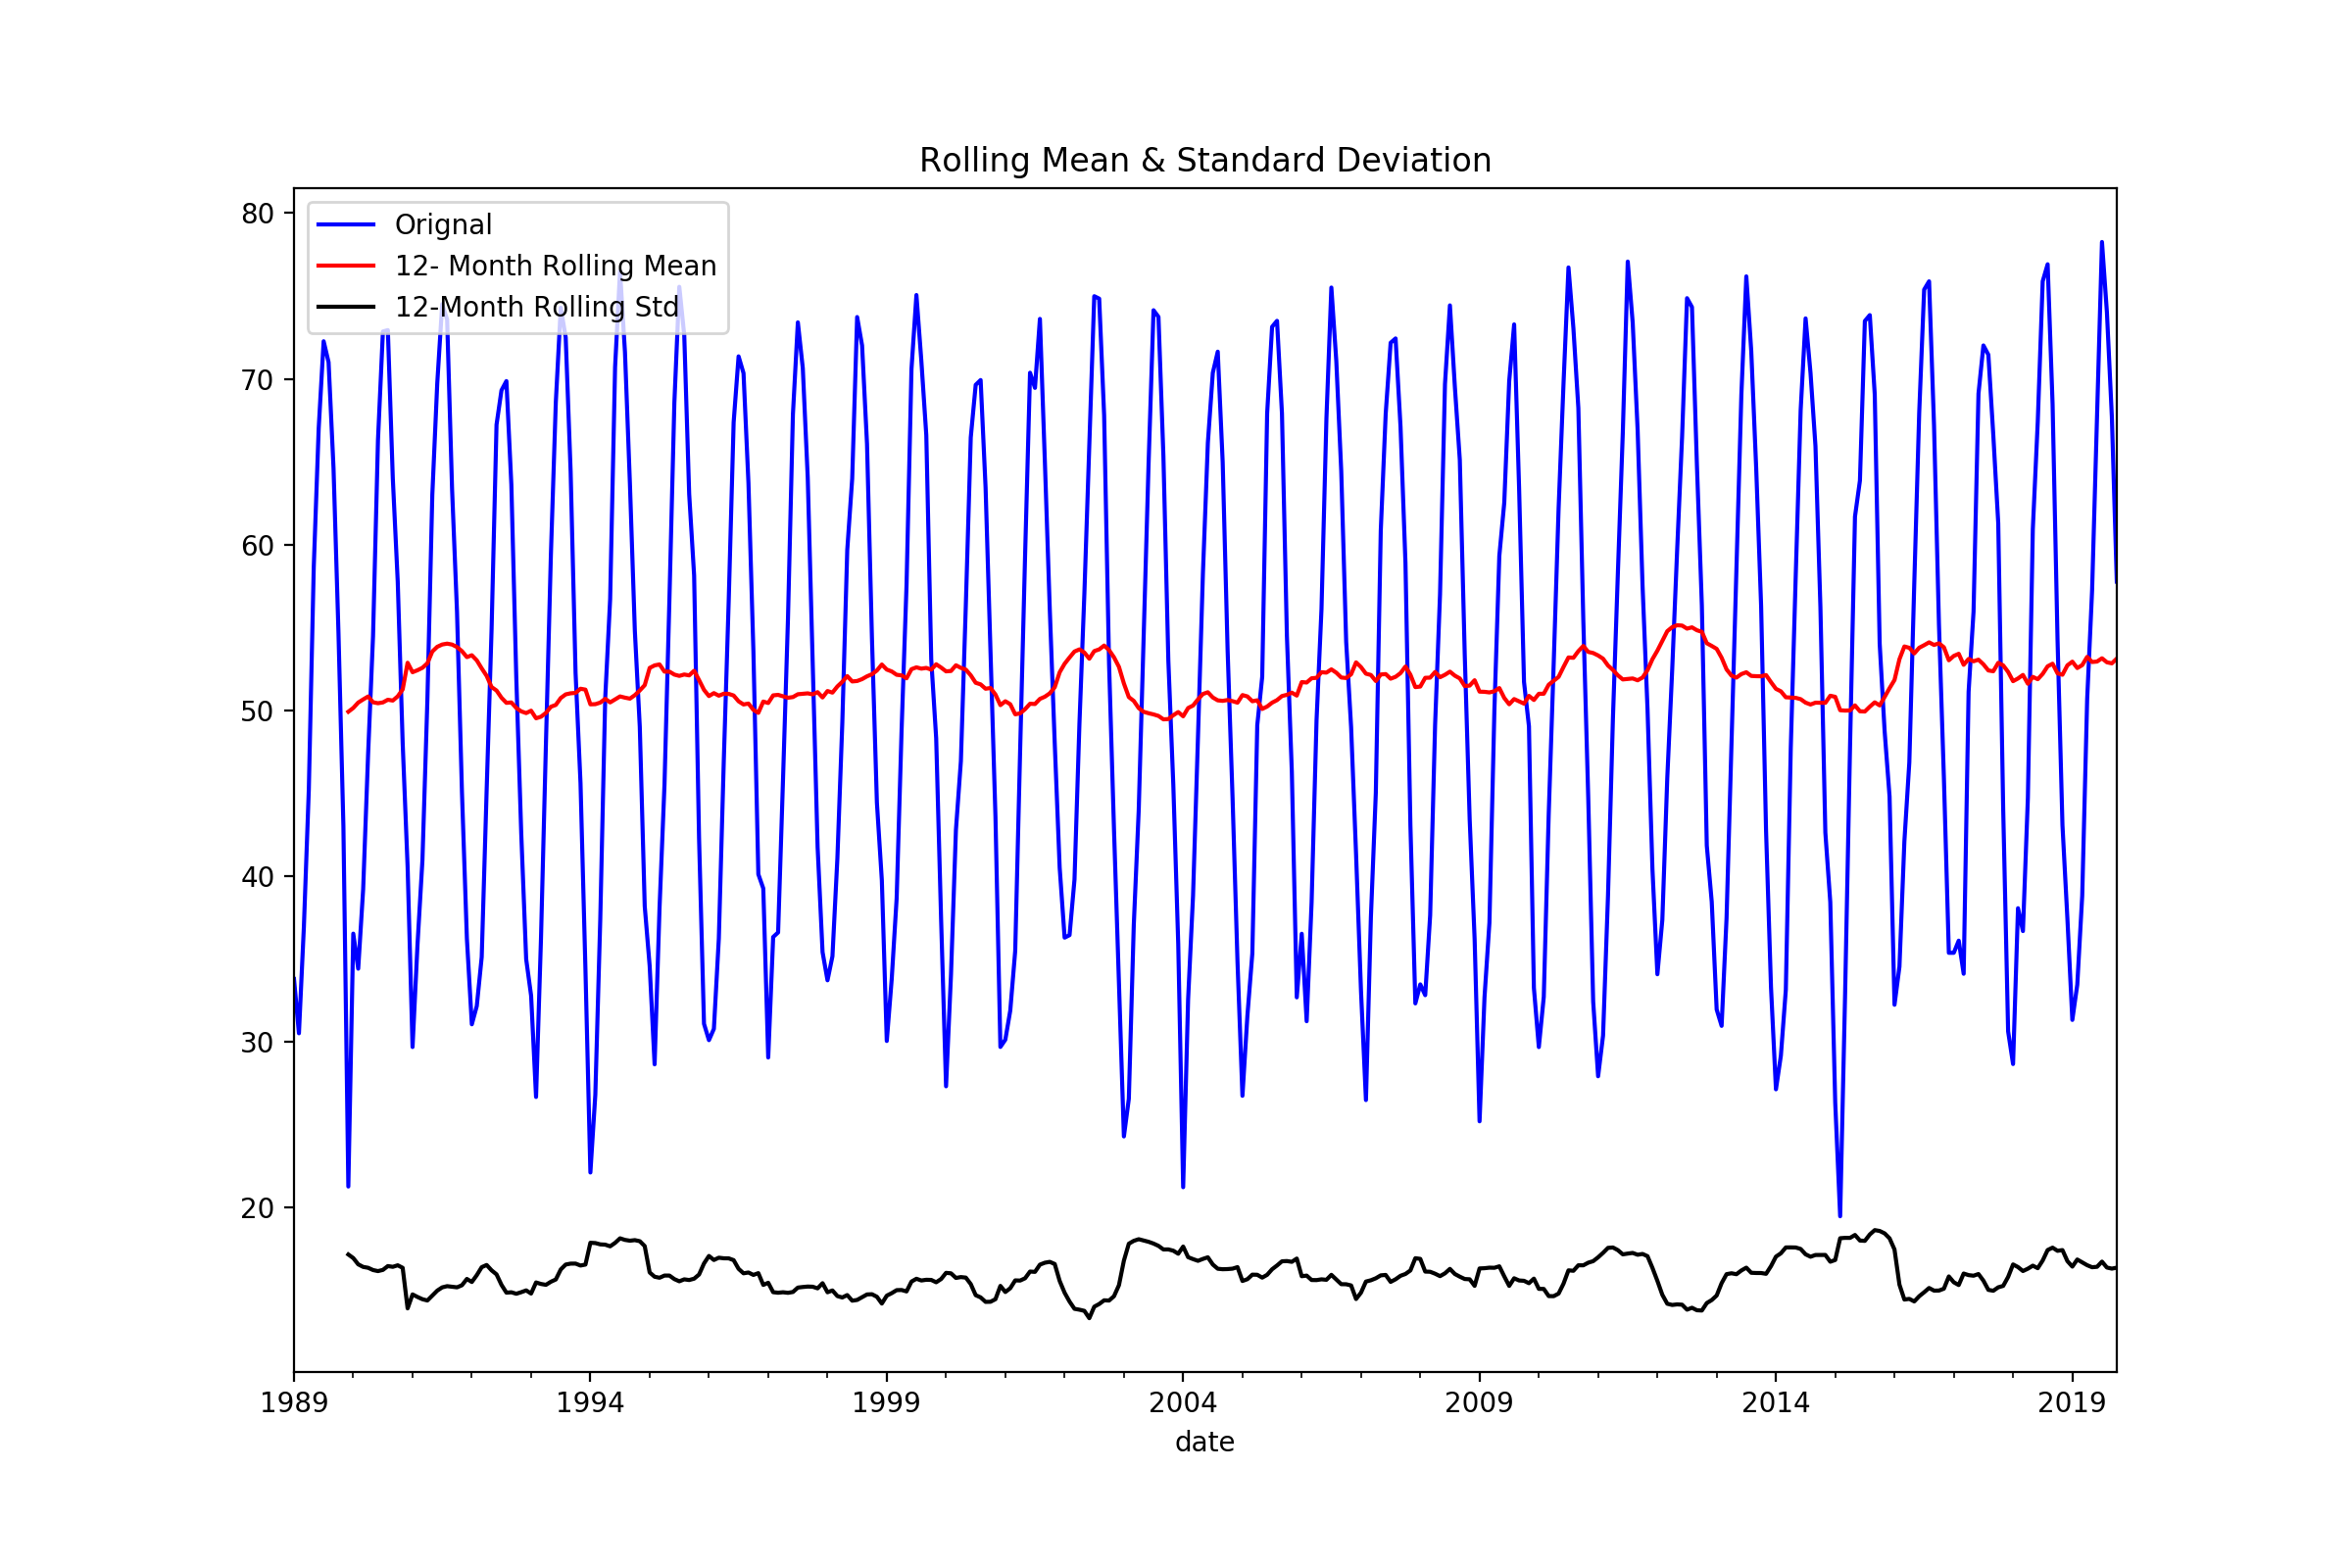 Rolling Mean & Standard Deviation
80
70
60
50
40
30
20
Orignal
12- Month Rolling Mean
12-Month Rolling Std
1989 1994 1999 2004 2009 2014 2019
date